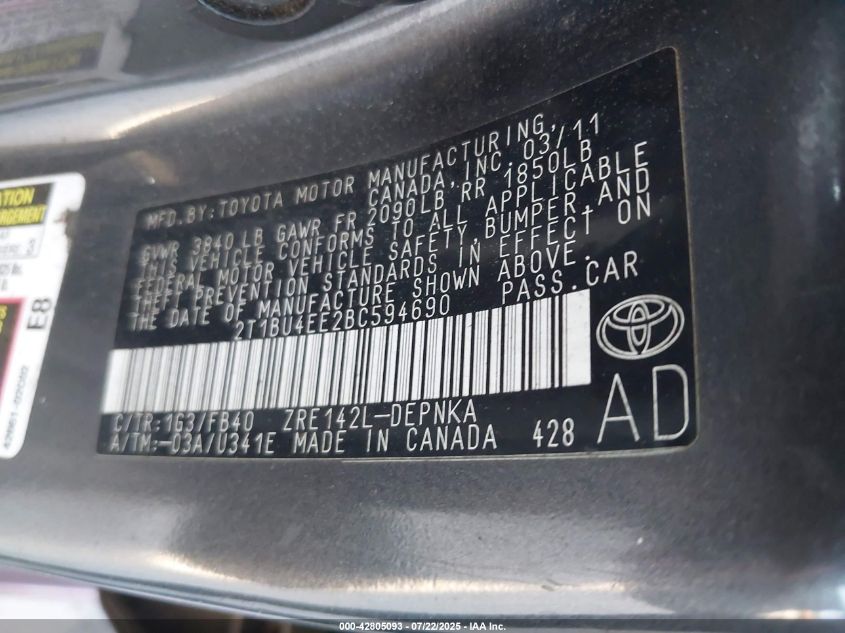 MFD. BY: TOYOTA MOTOR MANUFACTURING,
CANADA, INC. 03/11
GVWR 3840 LB GAWR FR 2090LB RR 1850LB
THIS VEHICLE CONFORMS TO ALL APPLICABLE
FEDERAL MOTOR VEHICLE SAFETY, BUMPER, AND
THEFT PREVENTION STANDARDS IN EFFECT ON
THE DATE OF MANUFACTURE SHOWN ABOVE.
2T1BU4EE2BC594690 PASS. CAR
C/TR: 1G3/FB40 ZRE142L-DEPNKA
A/TM: -03A/U341E MADE IN CANADA 428
AD
E8
000-42805093 - 07/22/2025 - IAA Inc.